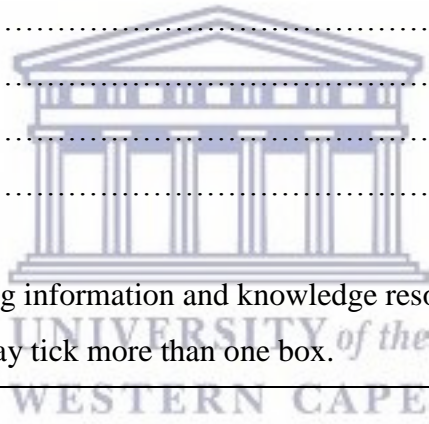 ....................................................
....................................................
....................................................
....................................................
g information and knowledge reso
UNIVERSITY of the
ay tick more than one box.
WESTERN CAPE